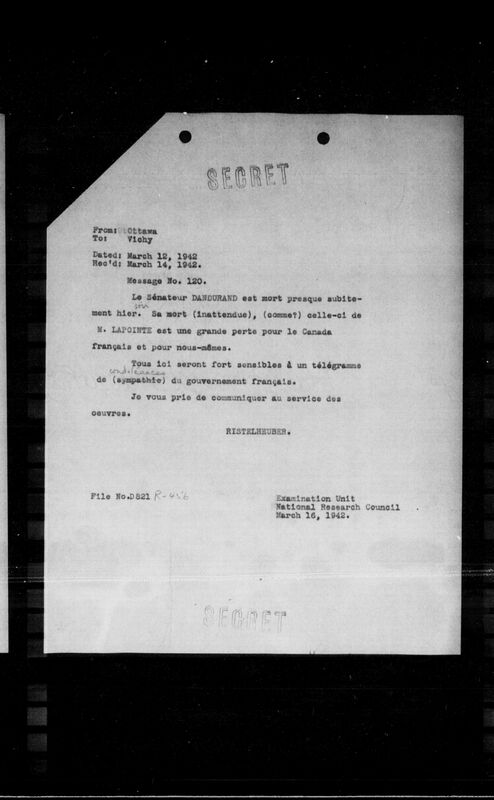 SECRET
From: Ottawa
To: Vichy
Dated: March 12, 1942
Rec'd: March 14, 1942.
Message No. 120.
Le Sénateur DANDURAND est mort presque subite-
son
ment hier. Sa mort (inattendue), (comme?) celle-ci de
M. LAPOINTE est une grande perte pour le Canada
français et pour nous-mêmes.
Tous ici seront fort sensibles à un télégramme
condoleances
de (sympathie) du gouvernement français.
Je vous prie de communiquer au service des
oeuvres.
RISTELHEUBER.
File No.D821 R-456
Examination Unit
National Research Council
March 16, 1942.
SECRET